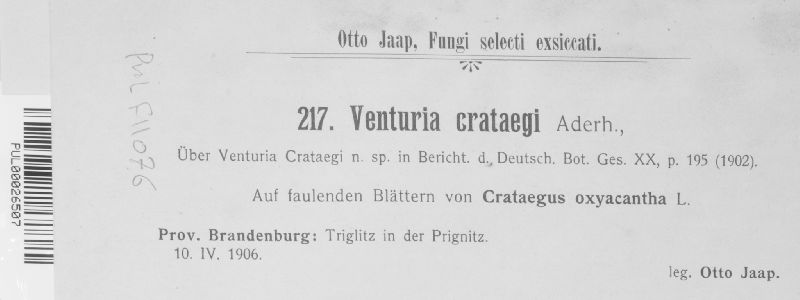 Otto Jaap, Fungi selecti exsiccati.
217. Venturia crataegi Aderh.,
Über Venturia Crataegi n. sp. in Bericht. d. Deutsch. Bot. Ges. XX, p. 195 (1902).
Auf faulenden Blättern von Crataegus oxyacantha L.
Prov. Brandenburg: Triglitz in der Prignitz.
10. IV. 1906.
leg. Otto Jaap.
PUL F11076
PUL00026507